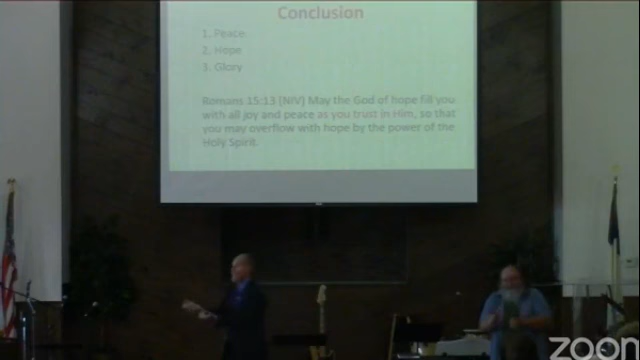 Conclusion
1. Peace
2. Hope
3. Glory
Romans 15:13 (NIV) May the God of hope fill you
with all joy and peace as you trust in Him, so that
you may overflow with hope by the power of the
Holy Spirit.
zoom